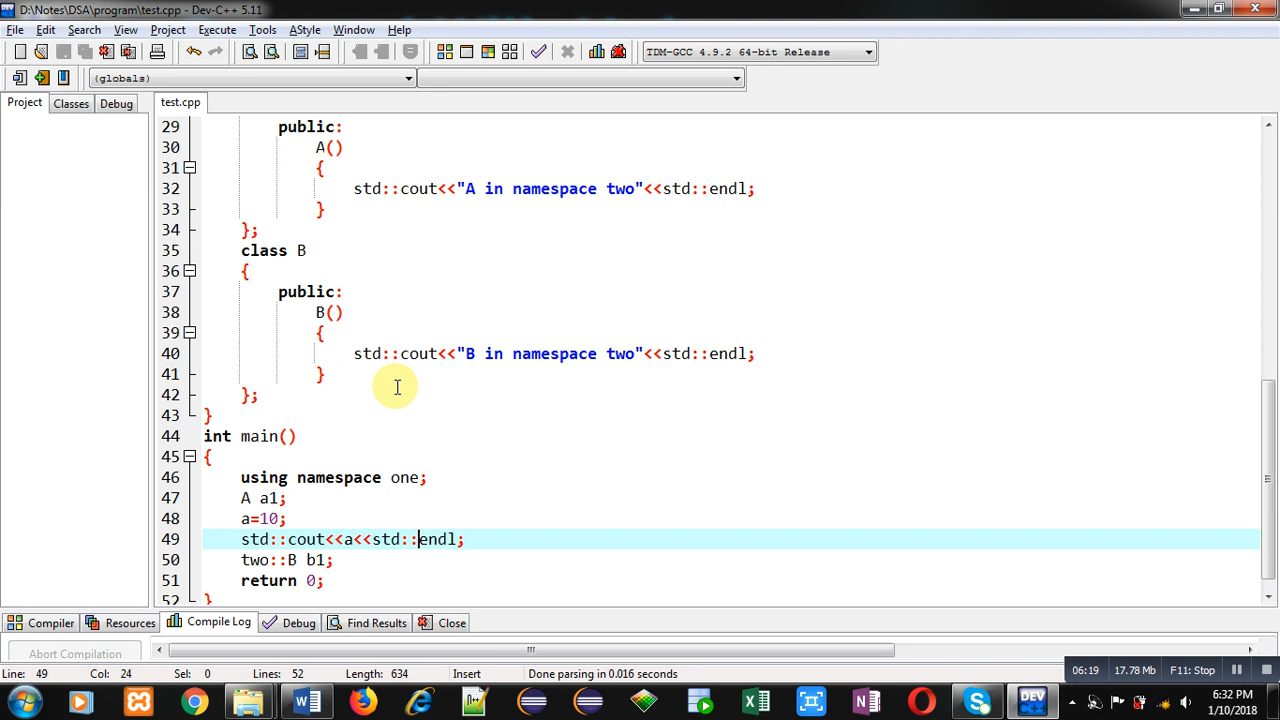 D:\Notes\DSA\program\test.cpp - Dev-C++ 5.11
File Edit Search View Project Execute Tools AStyle Window Help
TDM-GCC 4.9.2 64-bit Release
(globals)
Project Classes Debug test.cpp
29 public:
30 A()
31 {
32 std::cout<<"A in namespace two"<<std::endl;
33 }
34 };
35 class B
36 {
37 public:
38 B()
39 {
40 std::cout<<"B in namespace two"<<std::endl;
41 }
42 };
43 }
44 int main()
45 {
46 using namespace one;
47 A a1;
48 a=10;
49 std::cout<<a<<std::endl;
50 two::B b1;
51 return 0;
52 }
Compiler Resources Compile Log Debug Find Results Close
Abort Compilation
Line: 49 Col: 24 Sel: 0 Lines: 52 Length: 634 Insert Done parsing in 0.016 seconds
06:19 17.78 Mb F11: Stop
DEV
6:32 PM
1/10/2018